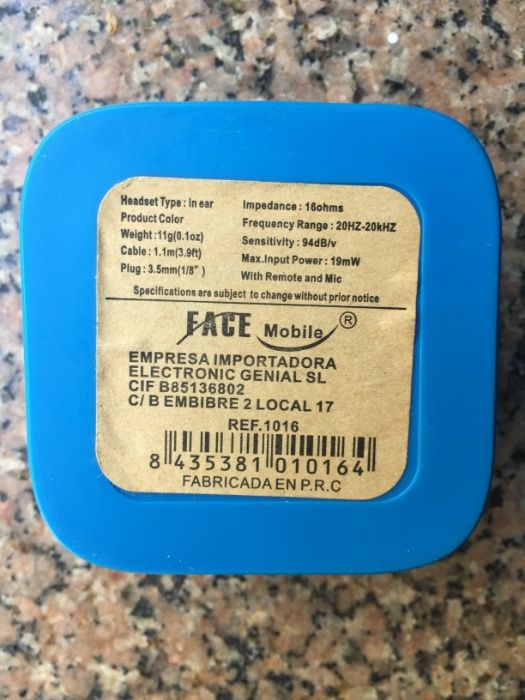 Headset Type : in ear
Product Color
Weight : 11g(0.1oz)
Cable : 1.1m(3.9ft)
Plug : 3.5mm(1/8")
Impedance : 16ohms
Frequency Range : 20HZ-20kHZ
Sensitivity : 94dB/v
Max.Input Power : 19mW
With Remote and Mic
Specifications are subject to change without prior notice
FACE Mobile ®
EMPRESA IMPORTADORA
ELECTRONIC GENIAL SL
CIF B85136802
C/ B EMBIBRE 2 LOCAL 17
REF.1016
8 435381 010164
FABRICADA EN P.R.C